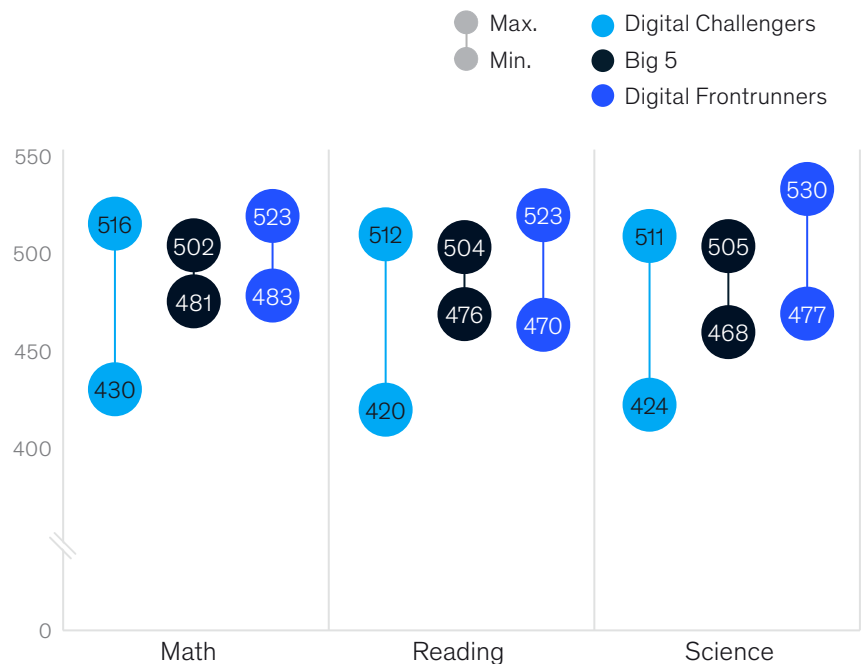 Max.
Min.
Digital Challengers
Big 5
Digital Frontrunners
550
500
450
400
0
516
430
502
481
523
483
512
420
504
476
523
470
511
424
505
468
530
477
Math
Reading
Science